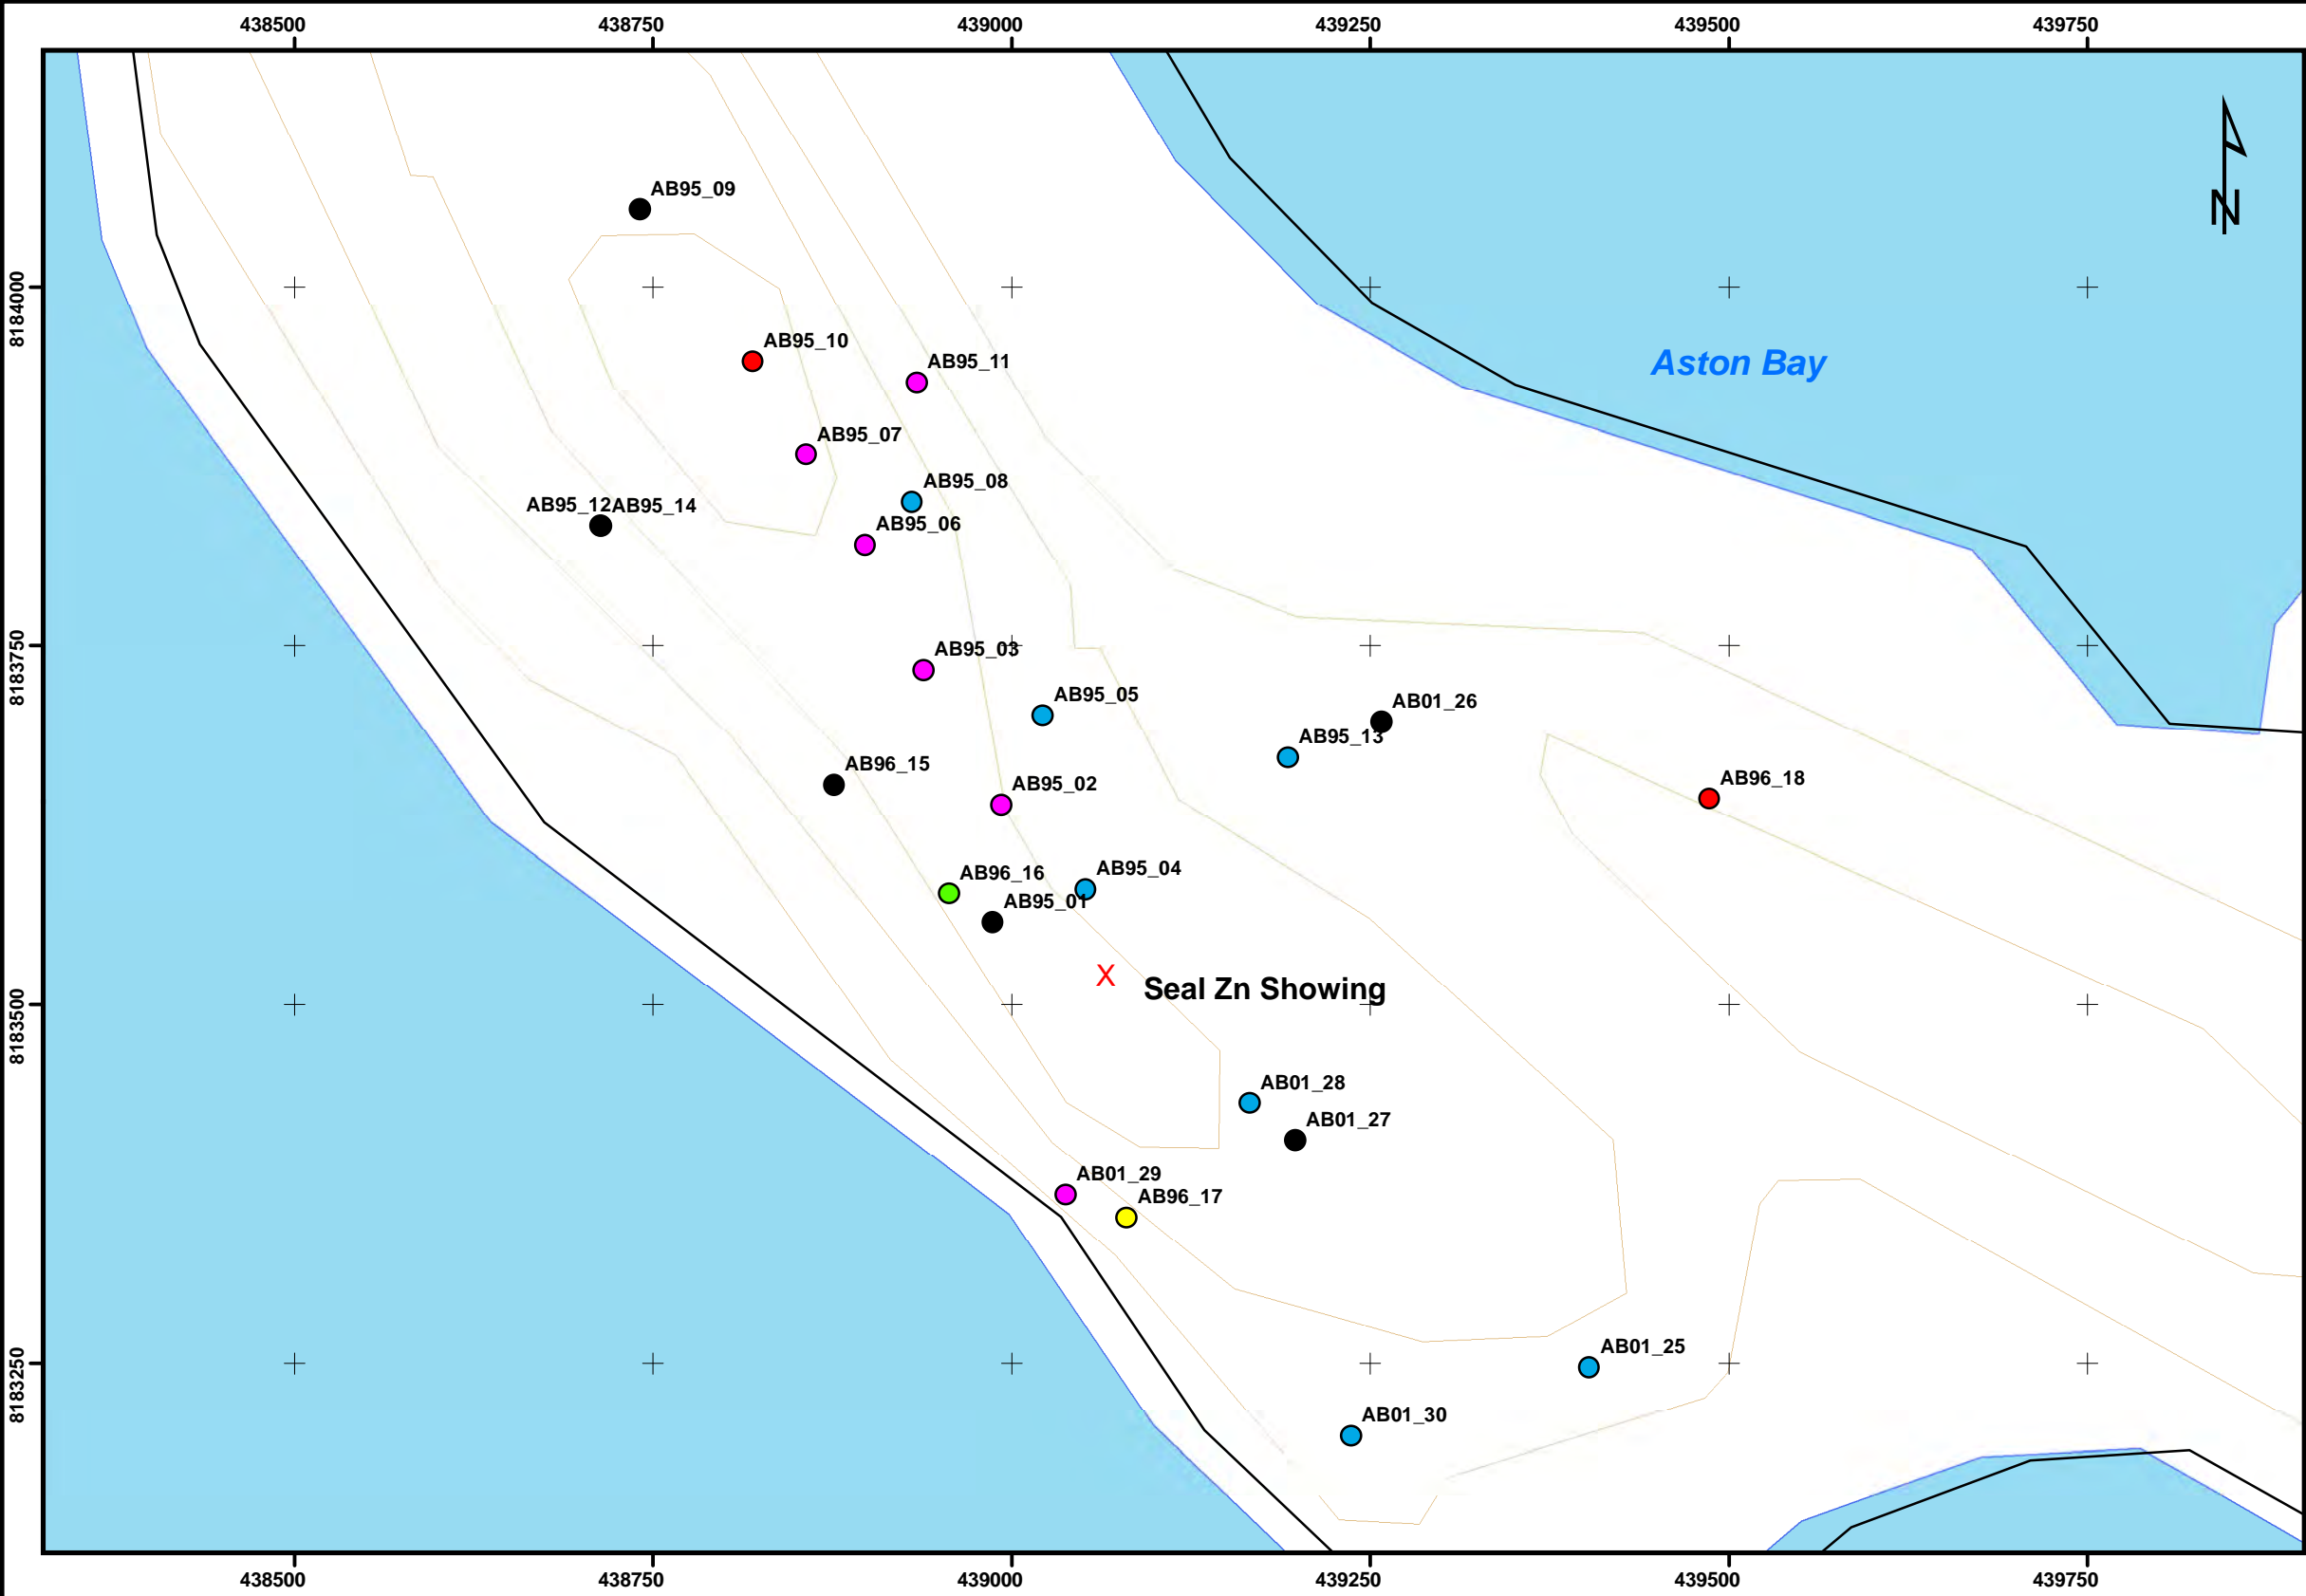 438500 438750 439000 439250 439500 439750
N
AB95_09
8184000
AB95_10
AB95_11
Aston Bay
AB95_07
AB95_08
AB95_12 AB95_14
AB95_06
8183750
AB95_03
AB95_05
AB01_26
AB95_13
AB96_15
AB95_02
AB96_18
AB96_16
AB95_04
AB95_01
X
Seal Zn Showing
8183500
AB01_28
AB01_27
AB01_29
AB96_17
8183250
AB01_25
AB01_30
438500 438750 439000 439250 439500 439750